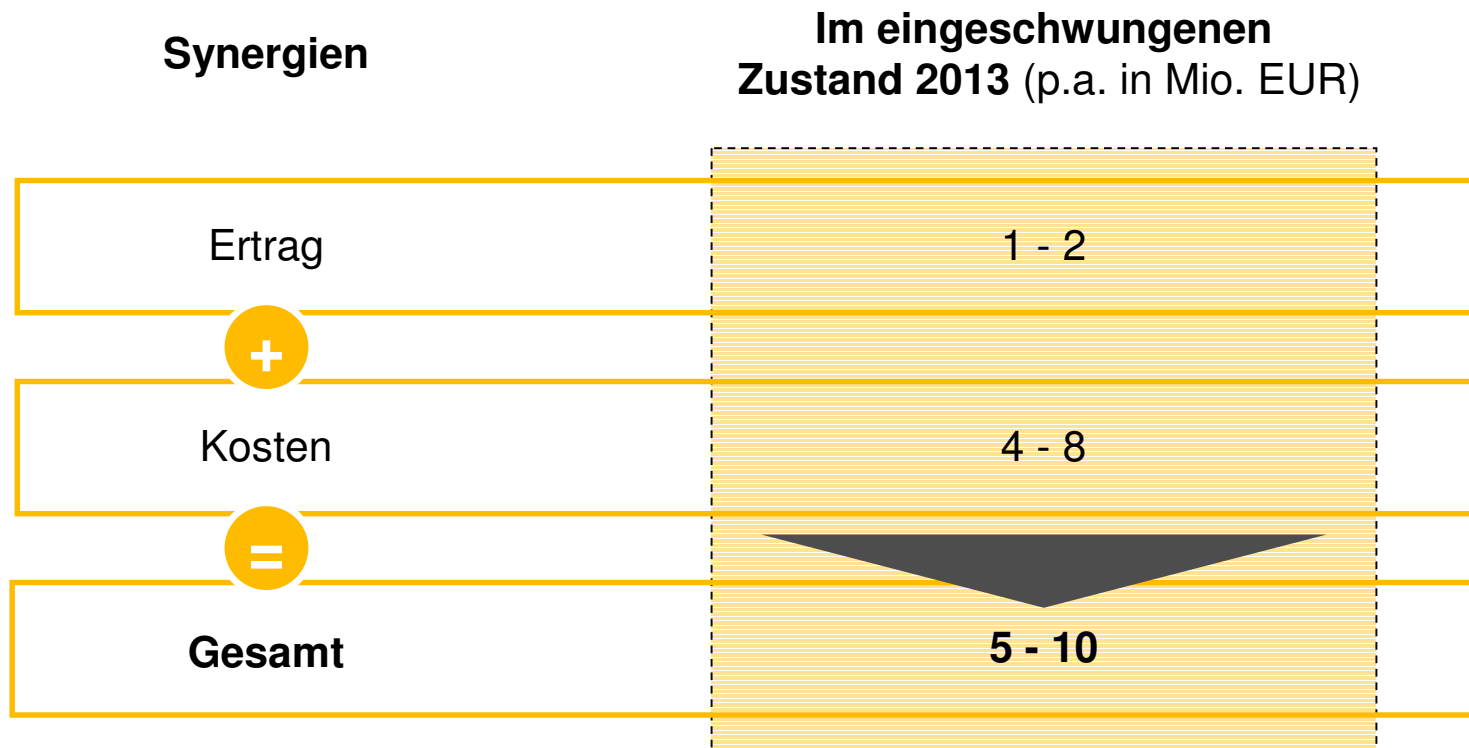 Synergien
Im eingeschwungenen
Zustand 2013 (p.a. in Mio. EUR)
Ertrag
1 - 2
+
Kosten
4 - 8
=
Gesamt
5 - 10